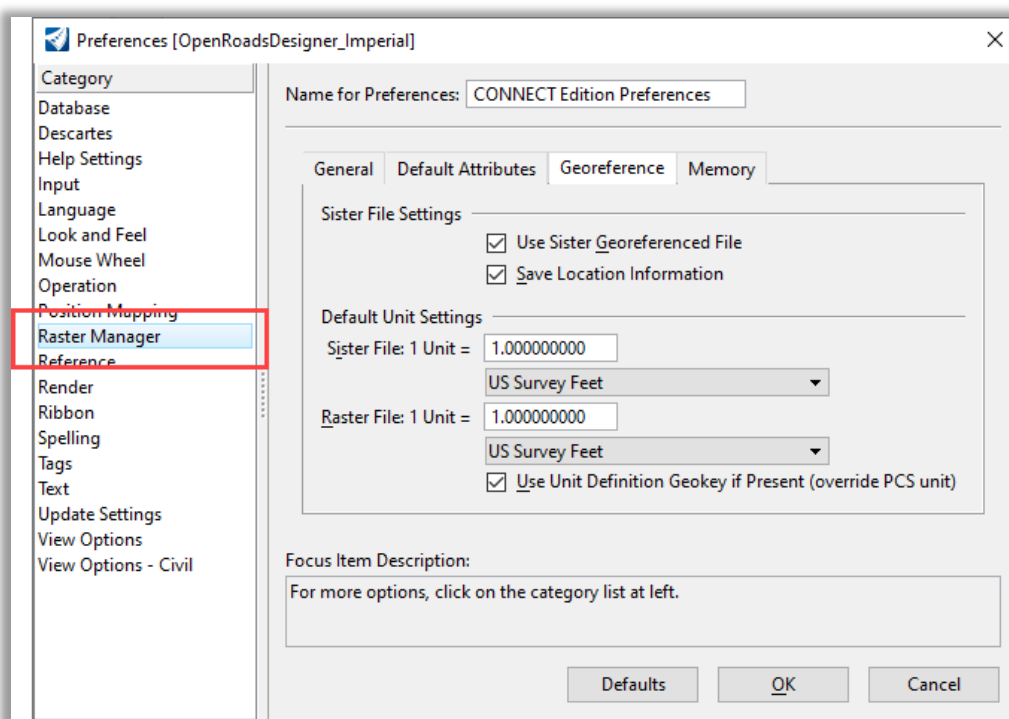 Preferences [OpenRoadsDesigner_Imperial]
Category
Database
Descartes
Help Settings
Input
Language
Look and Feel
Mouse Wheel
Operation
Position Mapping
Raster Manager
Reference
Render
Ribbon
Spelling
Tags
Text
Update Settings
View Options
View Options - Civil
Name for Preferences: CONNECT Edition Preferences
General Default Attributes Georeference Memory
Sister File Settings
Use Sister Georeferenced File
Save Location Information
Default Unit Settings
Sister File: 1 Unit = 1.000000000
US Survey Feet
Raster File: 1 Unit = 1.000000000
US Survey Feet
Use Unit Definition Geokey if Present (override PCS unit)
Focus Item Description:
For more options, click on the category list at left.
Defaults OK Cancel